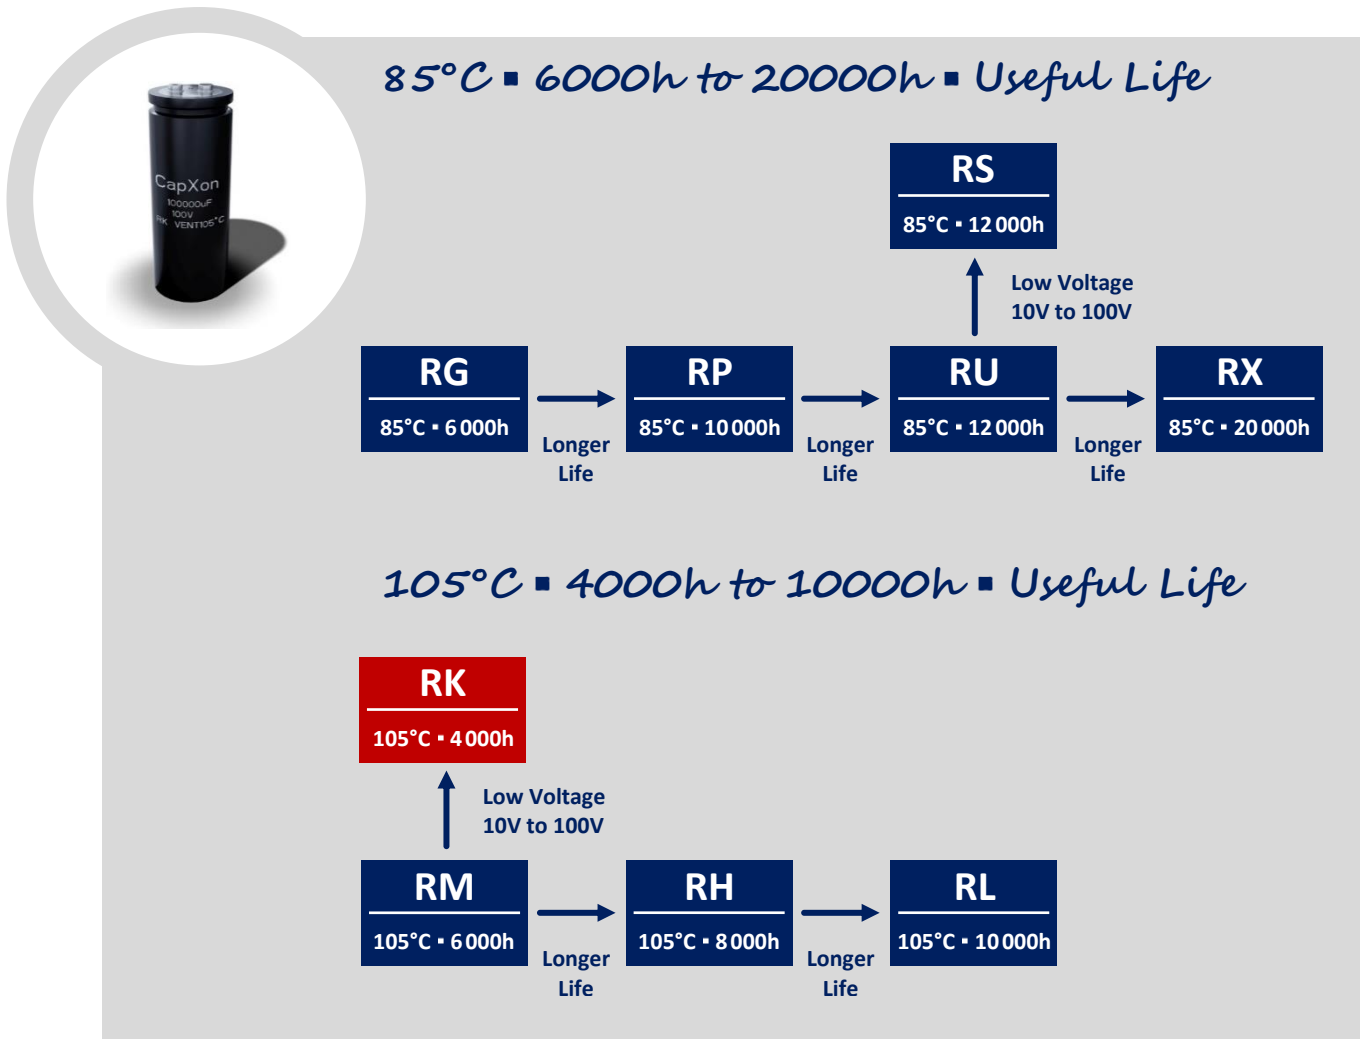 85°C ▪ 6000h to 20000h ▪ Useful Life
CapXon
100000uF
100V
RK VENT105°C
RS
85°C ▪ 12 000h
Low Voltage
10V to 100V
RG
85°C ▪ 6 000h
Longer
Life
RP
85°C ▪ 10 000h
Longer
Life
RU
85°C ▪ 12 000h
Longer
Life
RX
85°C ▪ 20 000h
105°C ▪ 4000h to 10000h ▪ Useful Life
RK
105°C ▪ 4 000h
Low Voltage
10V to 100V
RM
105°C ▪ 6 000h
Longer
Life
RH
105°C ▪ 8 000h
Longer
Life
RL
105°C ▪ 10 000h